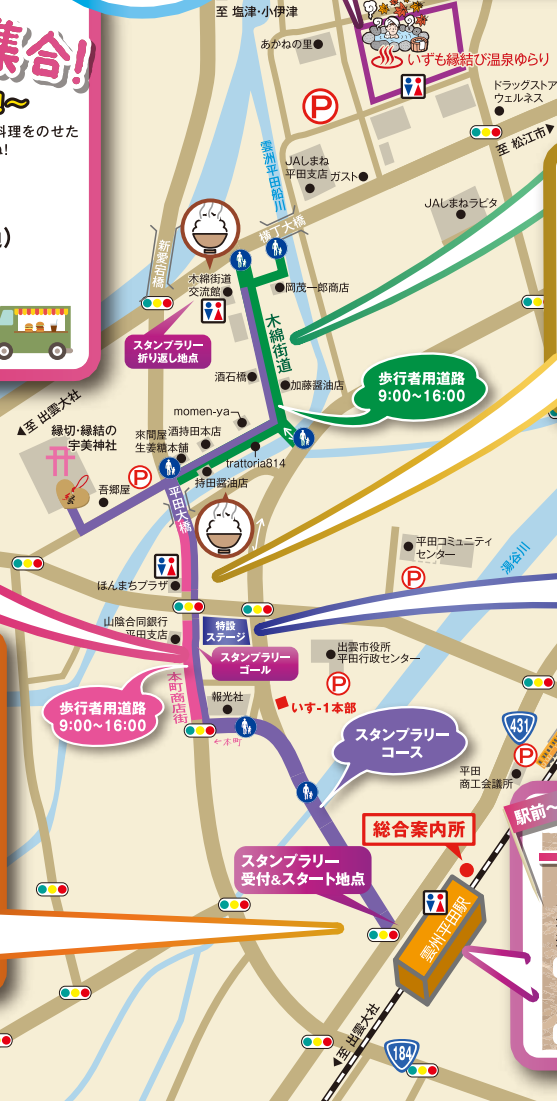 至 塩津・小伊津
集合!
料理をのせた
あかねの里
いずも縁結び温泉ゆらり
ドラッグストア
ウェルネス
至 松江市
P
雲洲平田船川
JAしまね
平田支店
ガスト
JAしまねラピタ
横丁大橋
新愛宕橋
木綿街道
交流館
岡茂一郎商店
木綿街道
スタンプラリー
折り返し地点
酒石橋
加藤醤油店
歩行者用道路
9:00~16:00
至 出雲大社
momen-ya
縁切・縁結の
宇美神社
來間屋
生姜糖本舗
酒持田本店
trattoria814
持田醤油店
P
吾郷屋
平田大橋
平田コミュニティ
センター
湯谷川
P
ほんまちプラザ
山陰合同銀行
平田支店
特設
ステージ
スタンプラリー
ゴール
出雲市役所
平田行政センター
P
本町商店街
歩行者用道路
9:00~16:00
報光社
いす-1本部
←本町
スタンプラリー
コース
431
P
平田
商工会議所
駅前~
総合案内所
スタンプラリー
受付&スタート地点
雲州平田駅
至 出雲大社
184